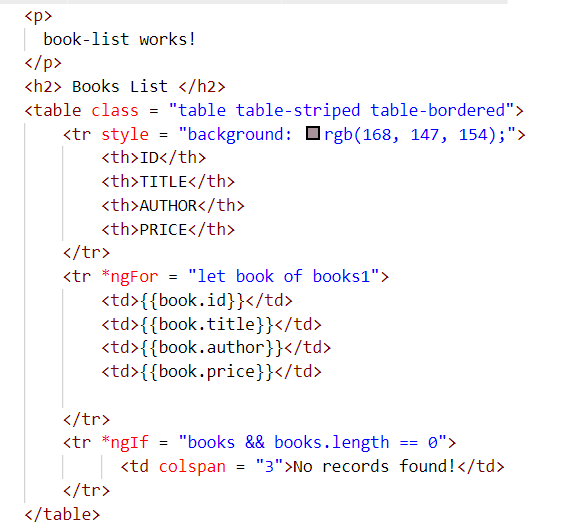 <p>
book-list works!
</p>
<h2> Books List </h2>
<table class = "table table-striped table-bordered">
<tr style = "background: rgb(168, 147, 154);">
<th>ID</th>
<th>TITLE</th>
<th>AUTHOR</th>
<th>PRICE</th>
</tr>
<tr *ngFor = "let book of books1">
<td>{{book.id}}</td>
<td>{{book.title}}</td>
<td>{{book.author}}</td>
<td>{{book.price}}</td>
</tr>
<tr *ngIf = "books && books.length == 0">
<td colspan = "3">No records found!</td>
</tr>
</table>